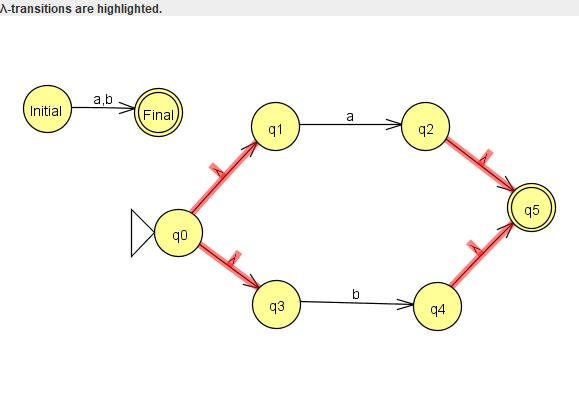 λ-transitions are highlighted.
a,b
Initial
Final
q1
a
q2
λ
λ
q5
q0
λ
λ
q3
b
q4